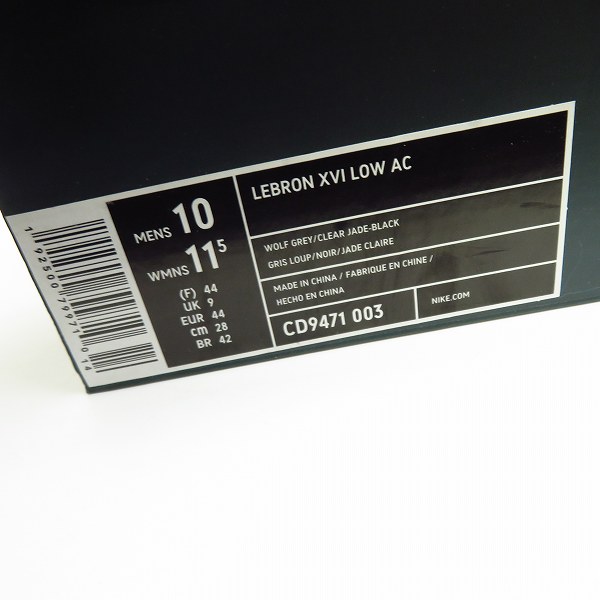 LEBRON XVI LOW AC
MENS 10
WMNS 11 5
(F) 44
UK 9
EUR 44
cm 28
BR 42
WOLF GREY/CLEAR JADE-BLACK
GRIS LOUP/NOIR/JADE CLAIRE
MADE IN CHINA / FABRIQUE EN CHINE /
HECHO EN CHINA
CD9471 003
NIKE.COM